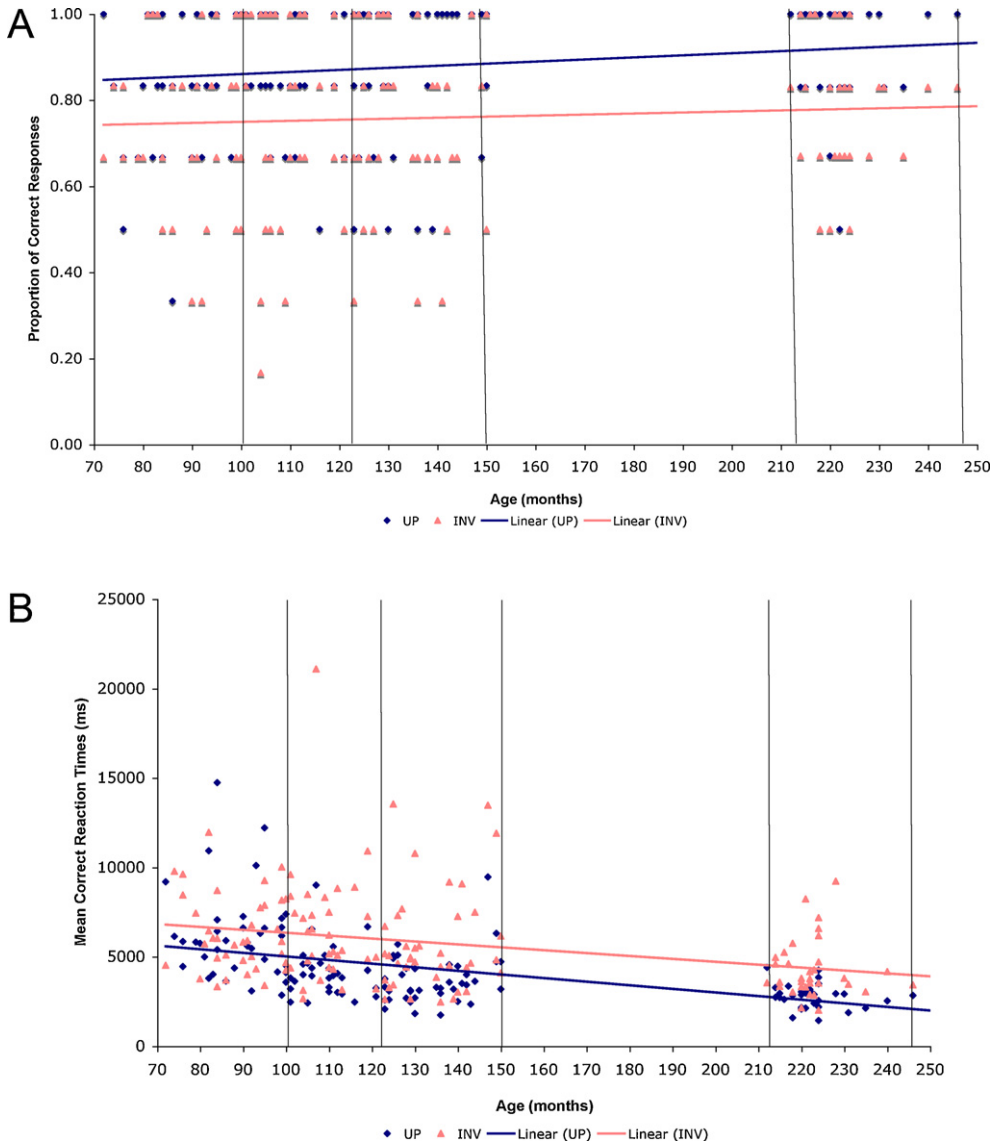 A
1.00
0.80
0.60
0.40
0.20
0.00
Proportion of Correct Responses
70 80 90 100 110 120 130 140 150 160 170 180 190 200 210 220 230 240 250
Age (months)
UP INV Linear (UP) Linear (INV)
B
25000
20000
15000
10000
5000
0
Mean Correct Reaction Times (ms)
70 80 90 100 110 120 130 140 150 160 170 180 190 200 210 220 230 240 250
Age (months)
UP INV Linear (UP) Linear (INV)